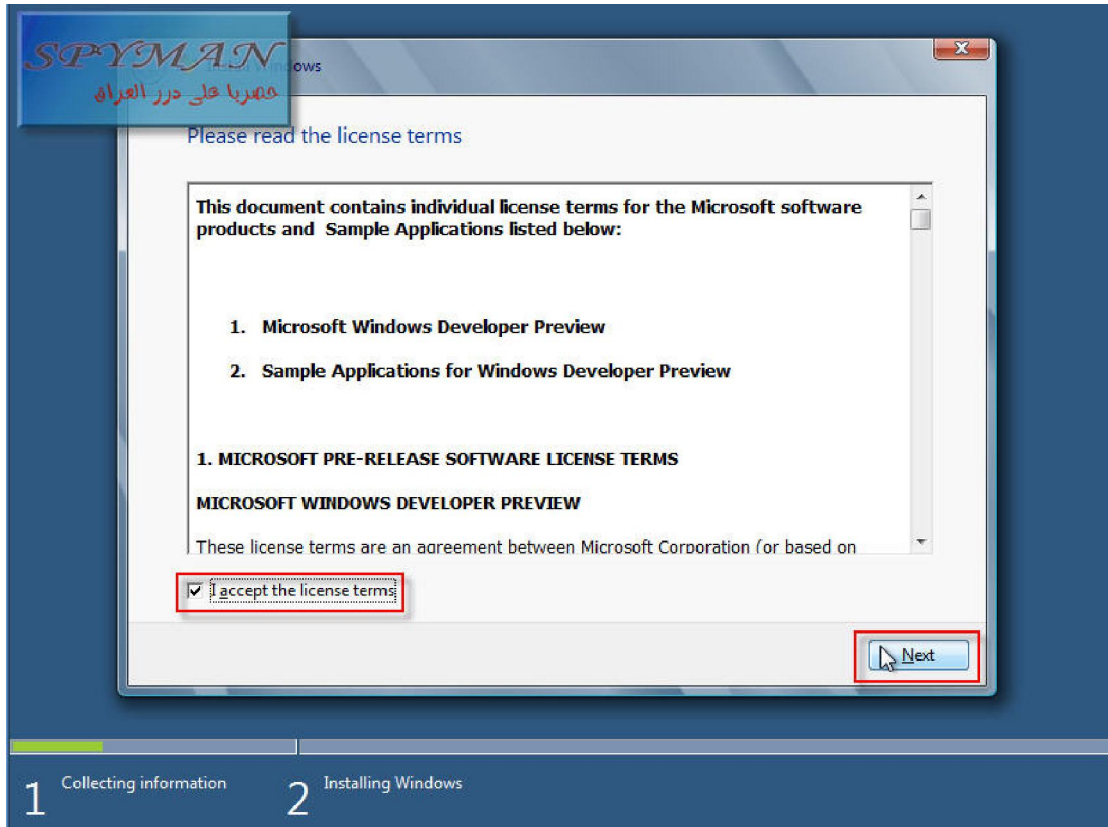 SPYMAN
حصريا على درر العراق
Install Windows
Please read the license terms
This document contains individual license terms for the Microsoft software
products and Sample Applications listed below:
1. Microsoft Windows Developer Preview
2. Sample Applications for Windows Developer Preview
1. MICROSOFT PRE-RELEASE SOFTWARE LICENSE TERMS
MICROSOFT WINDOWS DEVELOPER PREVIEW
These license terms are an agreement between Microsoft Corporation (or based on
I accept the license terms
Next
1 Collecting information
2 Installing Windows